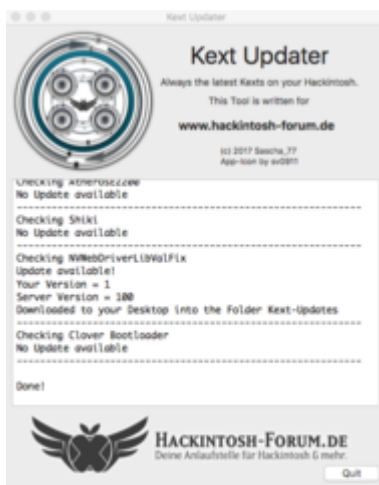 Kext Updater
Kext Updater
Always the latest Kexts on your Hackintosh.
This Tool is written for
www.hackintosh-forum.de
(c) 2017 Sascha_77
App-Icon by sv0911
Checking AtherosE2200
No Update available
Checking Shiki
No Update available
Checking NVWebDriverLibValFix
Update available!
Your Version = 1
Server Version = 100
Downloaded to your Desktop into the Folder Kext-Updates
Checking Clover Bootloader
No Update available
Done!
HACKINTOSH-FORUM.DE
Deine Anlaufstelle für Hackintosh & mehr.
Quit